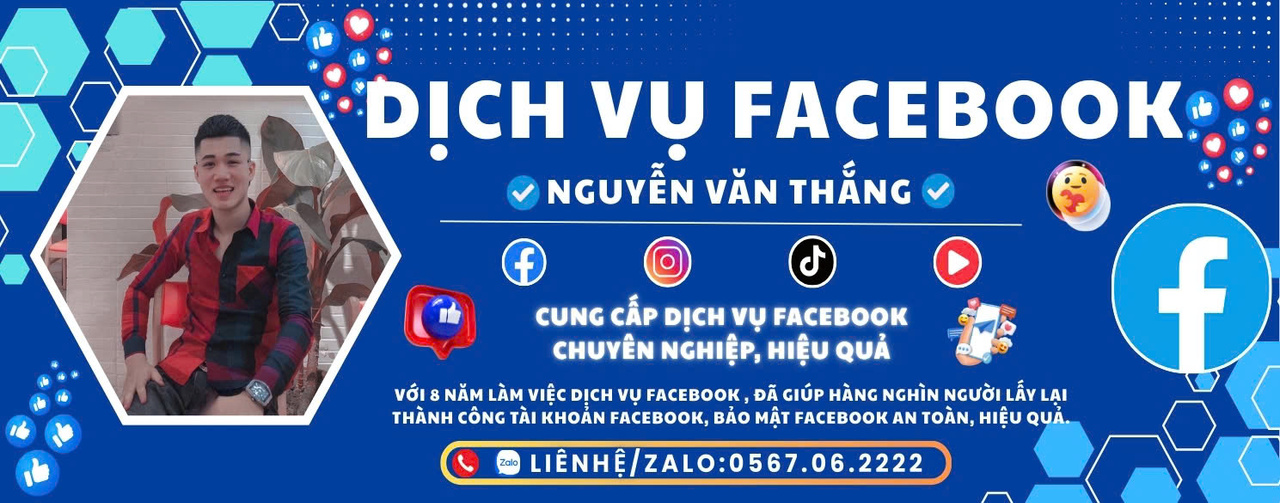 DỊCH VỤ FACEBOOK
NGUYỄN VĂN THẮNG
CUNG CẤP DỊCH VỤ FACEBOOK
CHUYÊN NGHIỆP, HIỆU QUẢ
VỚI 8 NĂM LÀM VIỆC DỊCH VỤ FACEBOOK , ĐÃ GIÚP HÀNG NGHÌN NGƯỜI LẤY LẠI
THÀNH CÔNG TÀI KHOẢN FACEBOOK, BẢO MẬT FACEBOOK AN TOÀN, HIỆU QUẢ.
Zalo LIÊNHỆ/ZALO:0567.06.2222